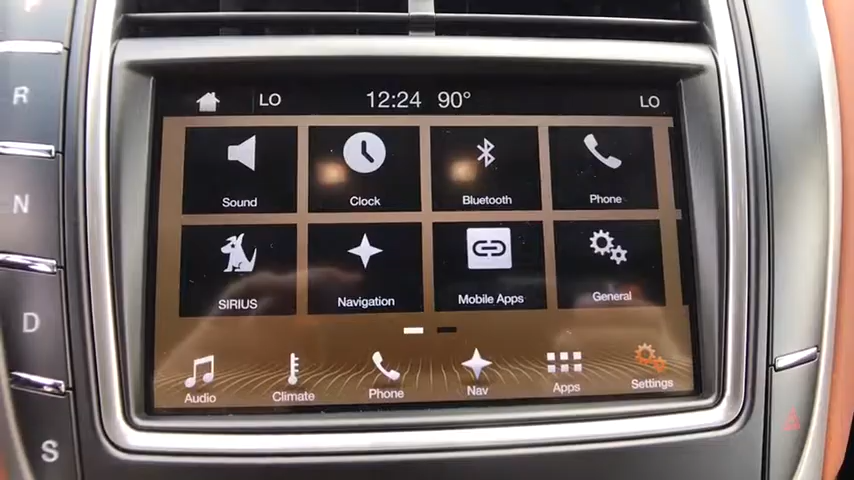 LO 12:24 90° LO
R
Sound Clock Bluetooth Phone
N
SIRIUS Navigation Mobile Apps General
D
Audio Climate Phone Nav Apps Settings
S